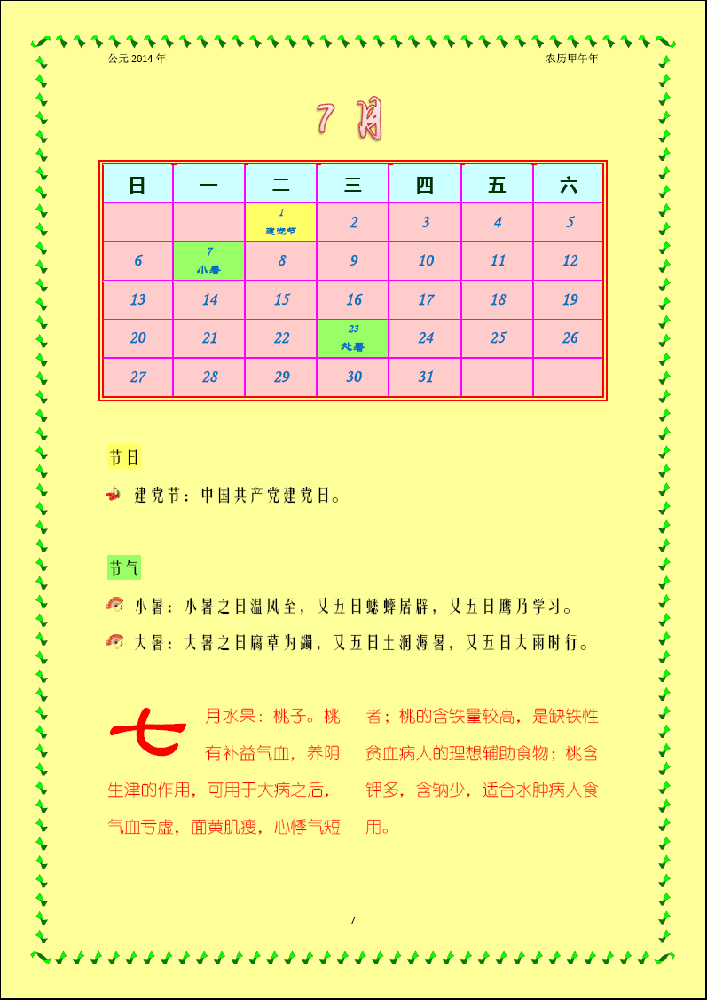 公元 2014 年 农历甲午年
7 月
日 一 二 三 四 五 六
1 2 3 4 5
建党节
6 7 8 9 10 11 12
小暑
13 14 15 16 17 18 19
20 21 22 23 24 25 26
处暑
27 28 29 30 31
节日
建党节：中国共产党建党日。
节气
小暑：小暑之日温风至，又五日蟋蟀居辟，又五日鹰乃学习。
大暑：大暑之日腐草为蠲，又五日土润溽暑，又五日大雨时行。
七月水果：桃子。桃
有补益气血，养阴
生津的作用，可用于大病之后，
气血亏虚，面黄肌瘦，心悸气短
者；桃的含铁量较高，是缺铁性
贫血病人的理想辅助食物；桃含
钾多，含钠少，适合水肿病人食
用。
7